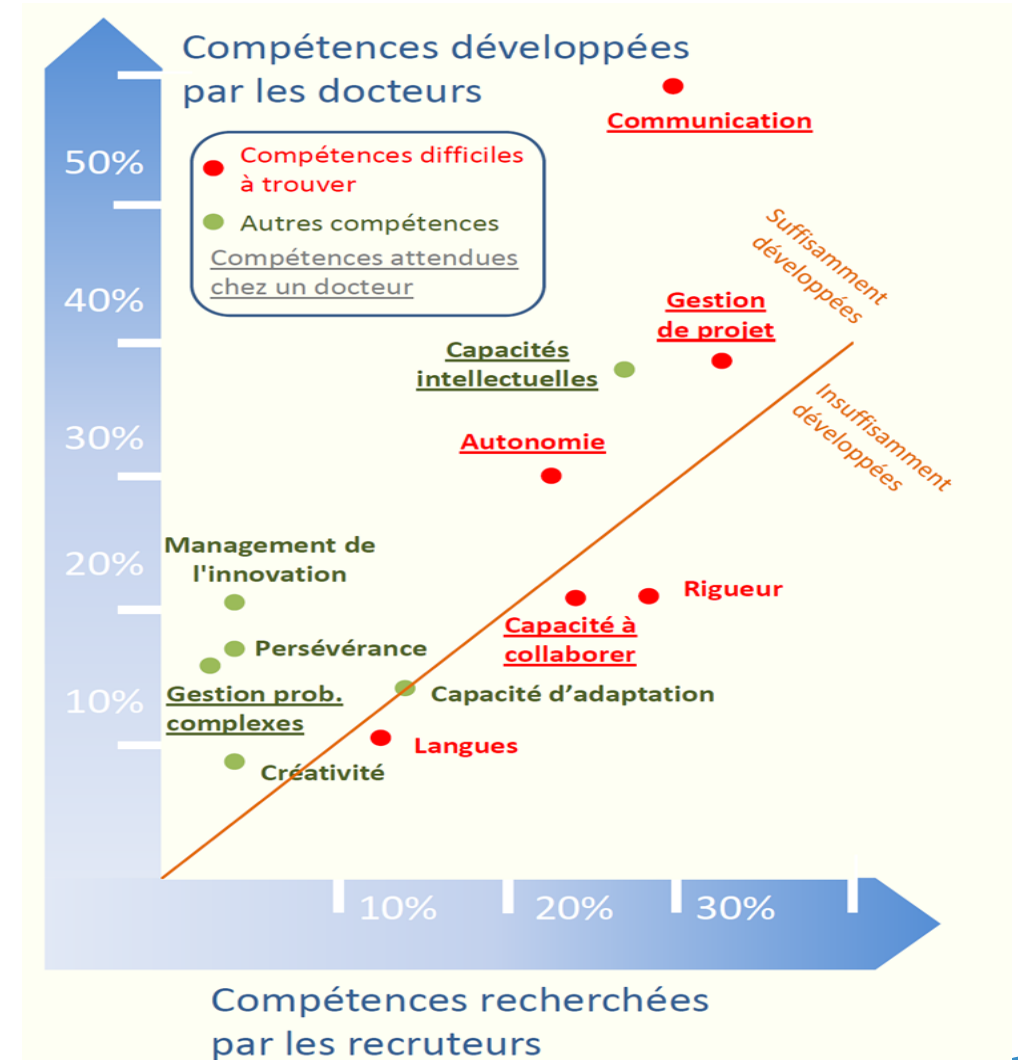 Compétences développées
par les docteurs
Communication
50%
Compétences difficiles
à trouver
Autres compétences
Compétences attendues
chez un docteur
Suffisamment
développées
40%
Gestion
de projet
Capacités
intellectuelles
Insuffisamment
développées
30%
Autonomie
Management de
l'innovation
20%
Rigueur
Capacité à
collaborer
Persévérance
Gestion prob.
complexes
Capacité d’adaptation
10%
Langues
Créativité
10%
20%
30%
Compétences recherchées
par les recruteurs